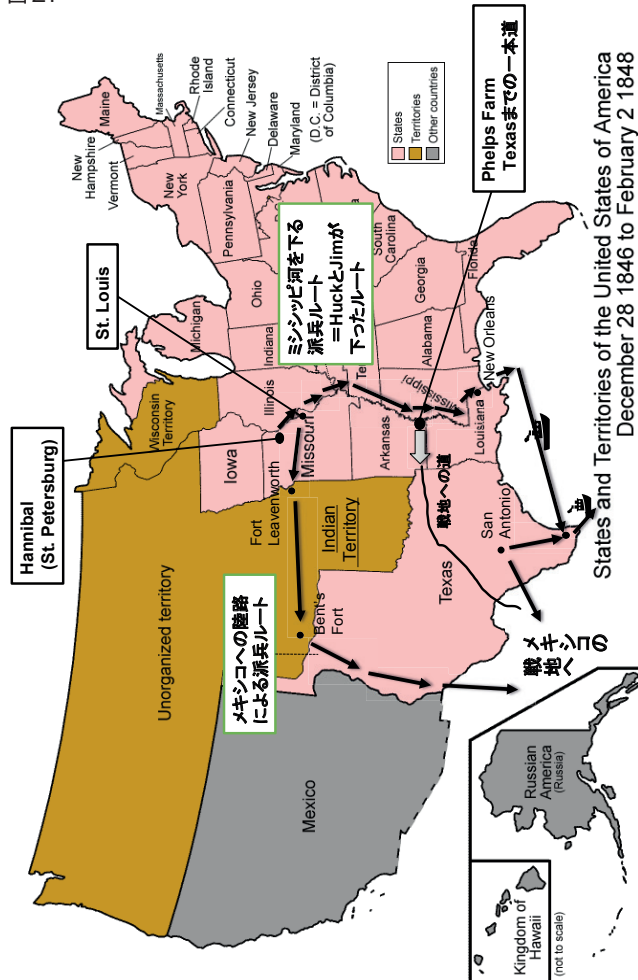 Maine
New
Hampshire
Vermont
Massachusetts
Rhode
Island
Connecticut
New
York
New Jersey
Pennsylvania
Delaware
Maryland
(D.C. = District
of Columbia)
States
Territories
Other countries
Phelps Farm
Texasまでの一本道
St. Louis
Hannibal
(St. Petersburg)
ミシシッピ河を下る
派兵ルート
=HuckとJimが
下ったルート
Michigan
Ohio
Indiana
Illinois
Wisconsin
Territory
Iowa
Missouri
South
Carolina
Georgia
Florida
Alabama
Mississippi
Te
New Orleans
Louisiana
Arkansas
戦地への道
Fort
Leavenworth
Indian
Territory
Unorganized territory
メキシコへの陸路
による派兵ルート
Bent's
Fort
Texas
San
Antonio
メキシコの
戦地へ
Mexico
Russian
America
(Russia)
Kingdom of
Hawaii
(not to scale)
States and Territories of the United States of America
December 28 1846 to February 2 1848